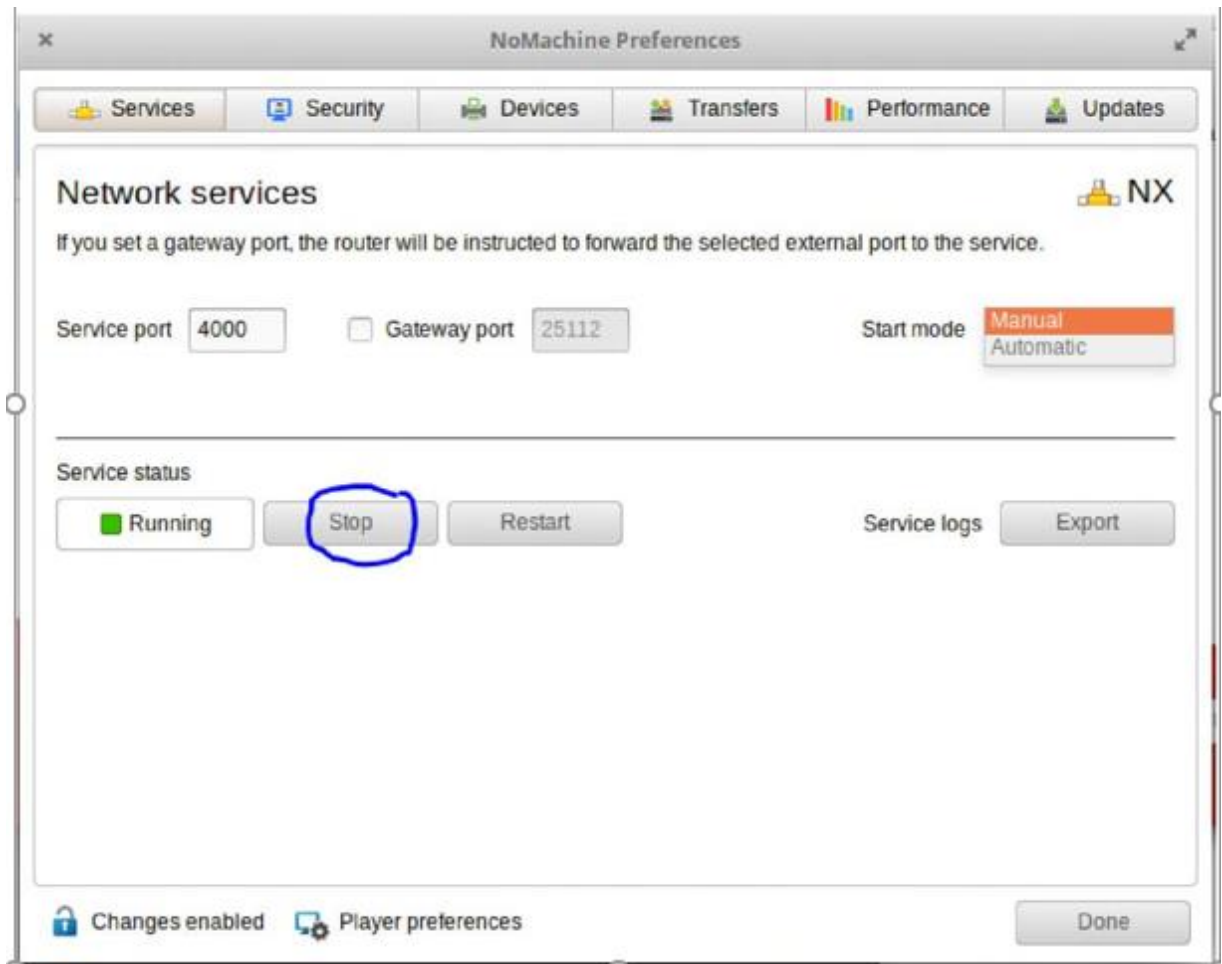 NoMachine Preferences
Services Security Devices Transfers Performance Updates
Network services NX
If you set a gateway port, the router will be instructed to forward the selected external port to the service.
Service port 4000 Gateway port 25112 Start mode Manual
Automatic
Service status
Running Stop Restart Service logs Export
Changes enabled Player preferences Done